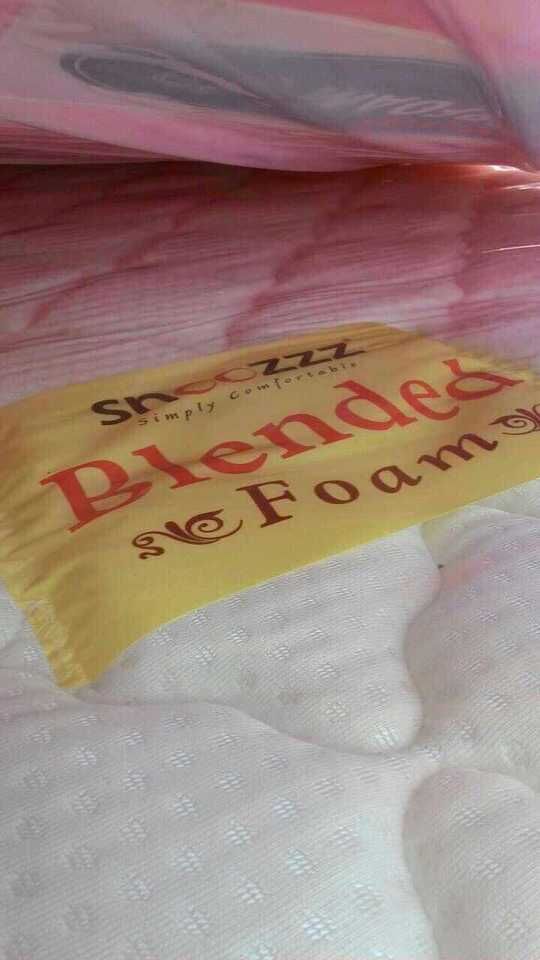 snoozzz
simply comfortable
Blended
Foam